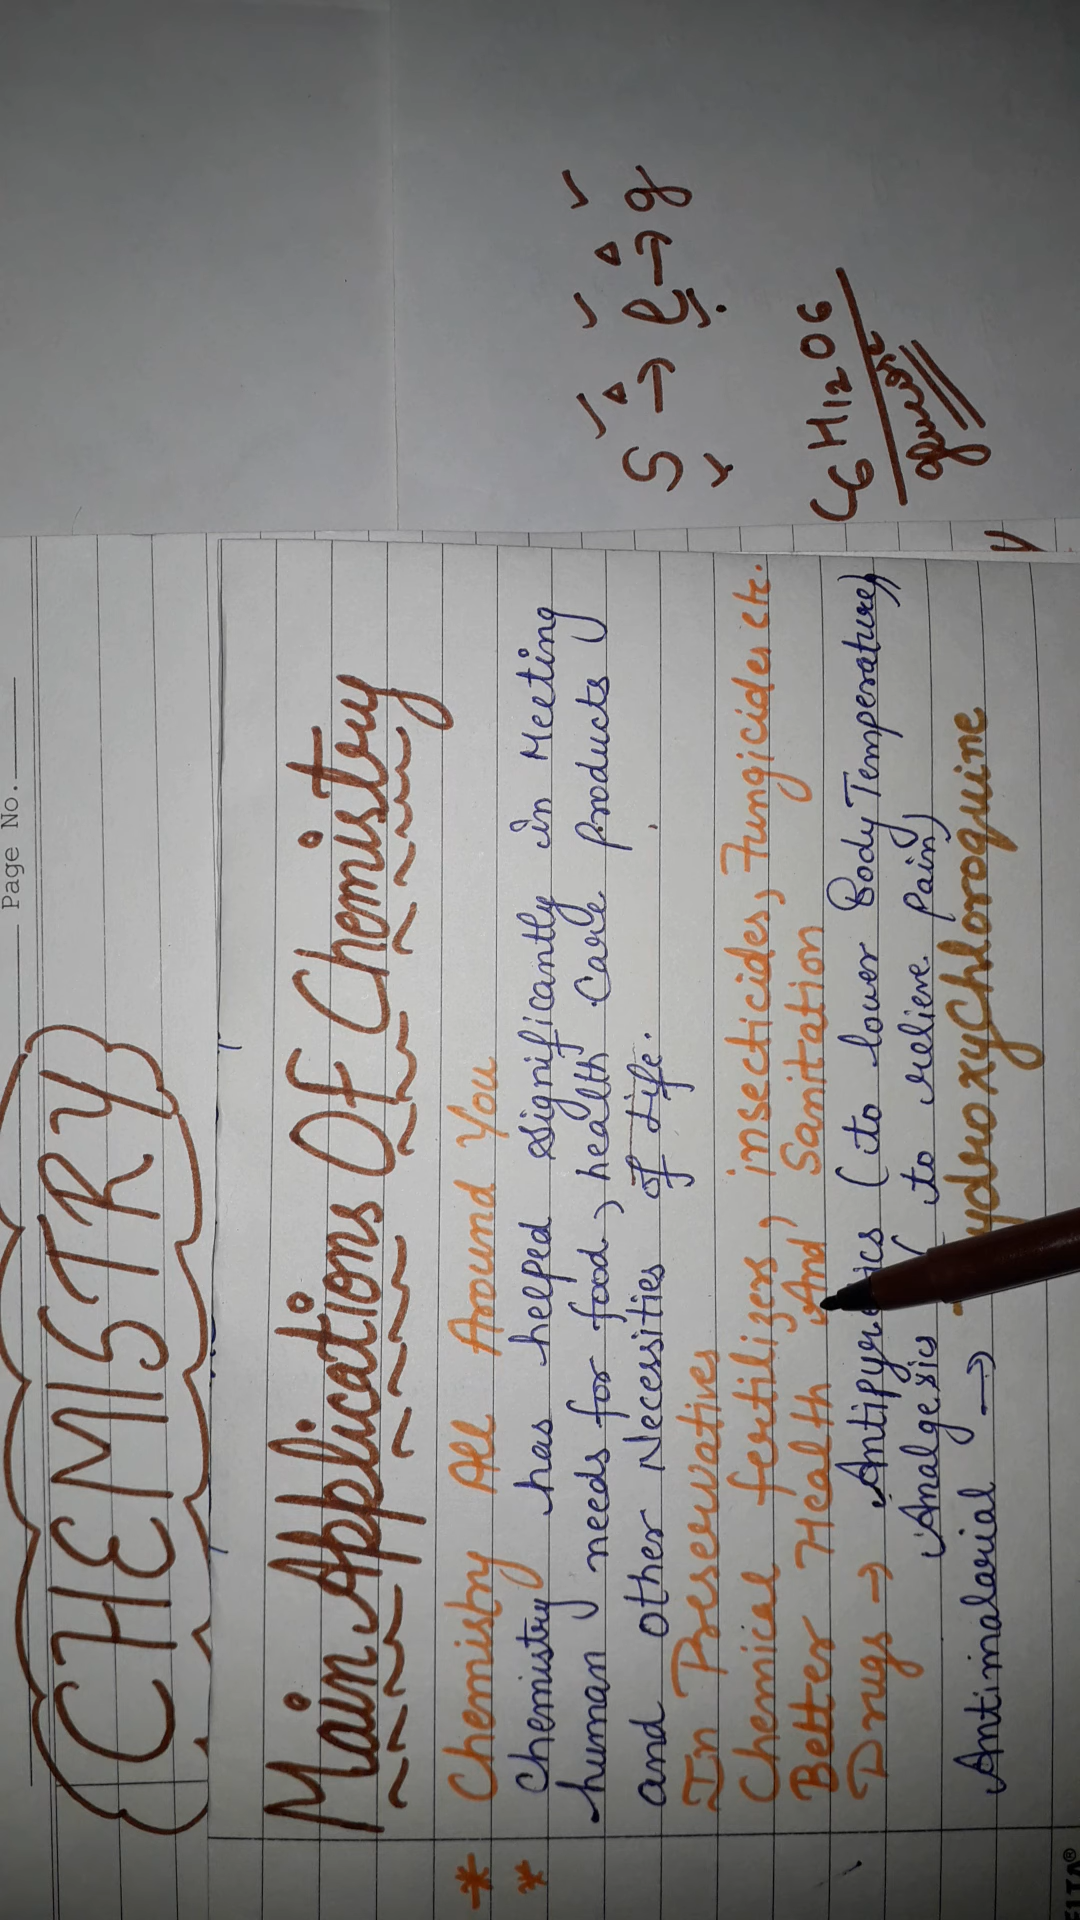 Page No.
CHEMISTRY
Main Applications Of Chemistry
* Chemistry All Around You
* Chemistry has helped significantly in Meeting
human needs for food, health care products
and other Necessities of Life.
In Preservatives
Chemical fertilizers, insecticides, Fungicides etc.
Better Health And Sanitation
Drugs → Antipyretics (to lower Body Temperature)
Analgesics (to relieve pain)
Antimalarial → ydroxyChloroquine
S → l → g
C6H12O6